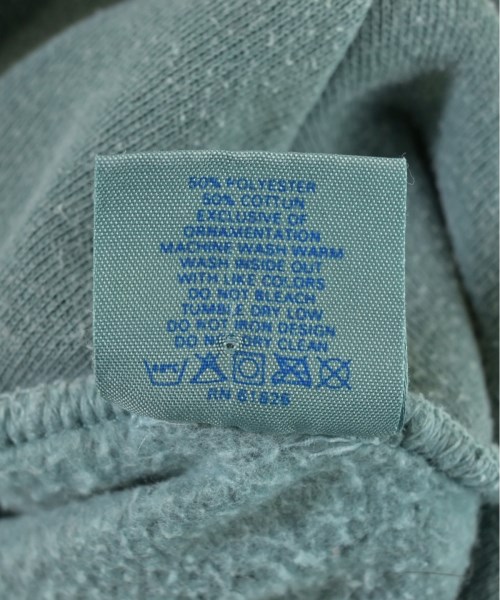 50% POLYESTER
50% COTTON
EXCLUSIVE OF
ORNAMENTATION
MACHINE WASH WARM
WASH INSIDE OUT
WITH LIKE COLORS
DO NOT BLEACH
TUMBLE DRY LOW
DO NOT IRON DESIGN
DO NOT DRY CLEAN
RN 61826